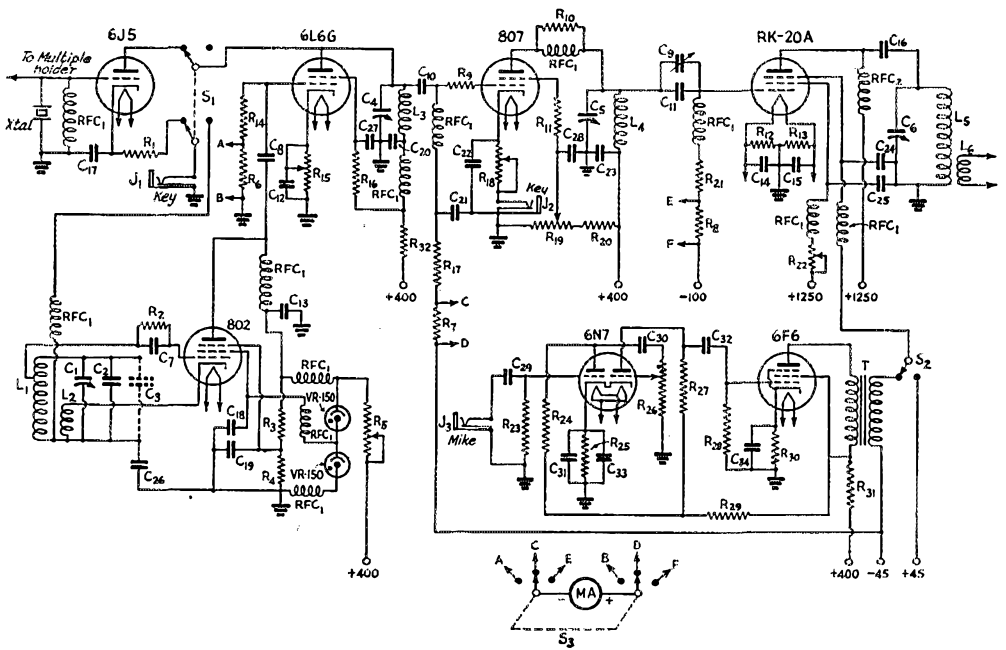 6J5
6L6G
807
R10
RFC1
RK-20A
C16
To Multiple holder
Xtal
RFC1
C17
R1
S1
J1
Key
R14
A
R6
B
C8
C12
R15
C4
C27
R16
C10
L3
C20
RFC1
R32
+400
R9
RFC1
C21
R17
C
R7
D
C22
R18
R11
C28
C5
C23
L4
Key
J2
R19
R20
+400
C9
C11
RFC1
R21
E
R8
F
-100
R12
R13
C14
C15
RFC1
R22
+1250
RFC2
+1250
C6
C24
C25
RFC1
L5
L6
RFC1
R2
C7
802
RFC1
C13
L1
C1
C2
L2
C3
C26
C18
C19
R3
R4
RFC1
VR-150
RFC1
VR-150
RFC1
R5
+400
J3
Mike
C29
R23
R24
6N7
T
C30
R26
R27
C31
R25
C33
C32
R28
6F6
C34
R30
R29
T
S2
R31
+400
-45
+45
A
C
E
B
D
F
-
MA
+
S3